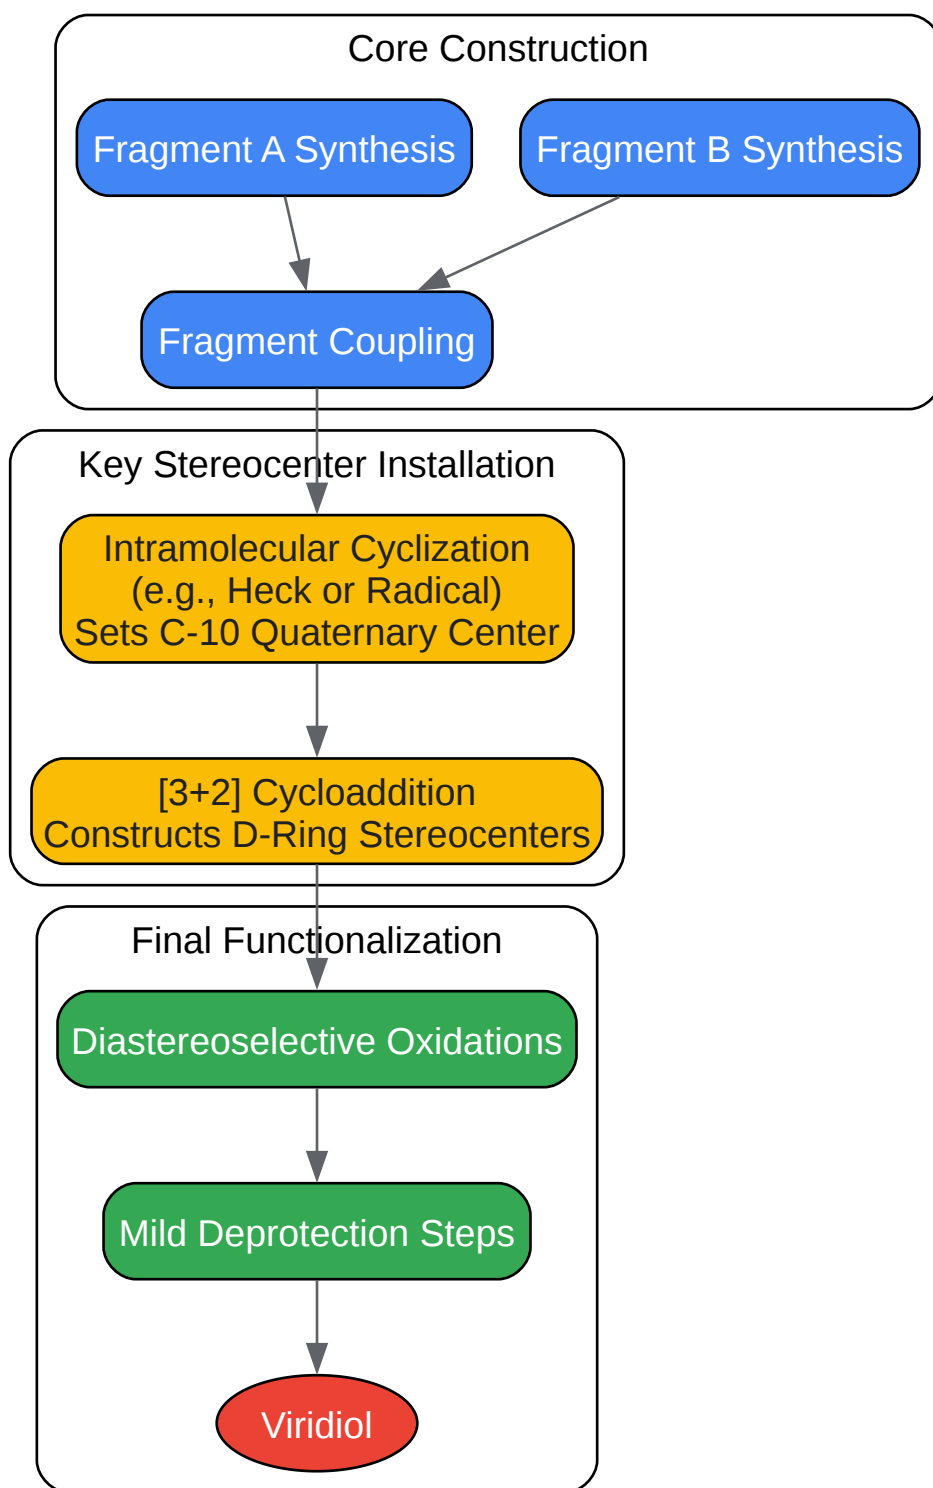 Core Construction
Fragment A Synthesis
Fragment B Synthesis
Fragment Coupling
Key Stereocenter Installation
Intramolecular Cyclization
(e.g., Heck or Radical)
Sets C-10 Quaternary Center
[3+2] Cycloaddition
Constructs D-Ring Stereocenters
Final Functionalization
Diastereoselective Oxidations
Mild Deprotection Steps
Viridiol